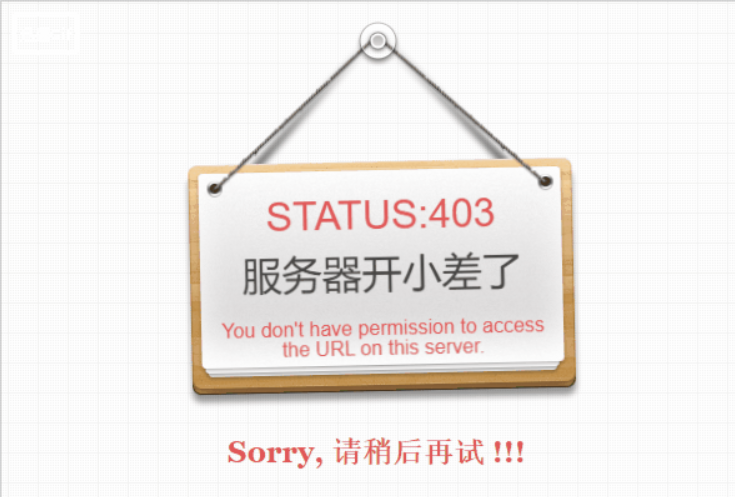 STATUS:403
服务器开小差了
You don't have permission to access
the URL on this server.
Sorry, 请稍后再试 !!!